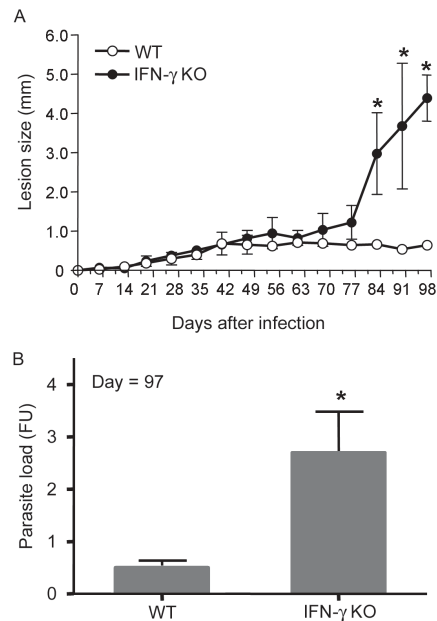 A
6.0
5.0
4.0
3.0
2.0
1.0
0
Lesion size (mm)
WT
IFN-γ KO
* * *
0 7 14 21 28 35 42 49 56 63 70 77 84 91 98
Days after infection
B
Day = 97
4
3
2
1
0
Parasite load (FU)
*
WT IFN-γ KO